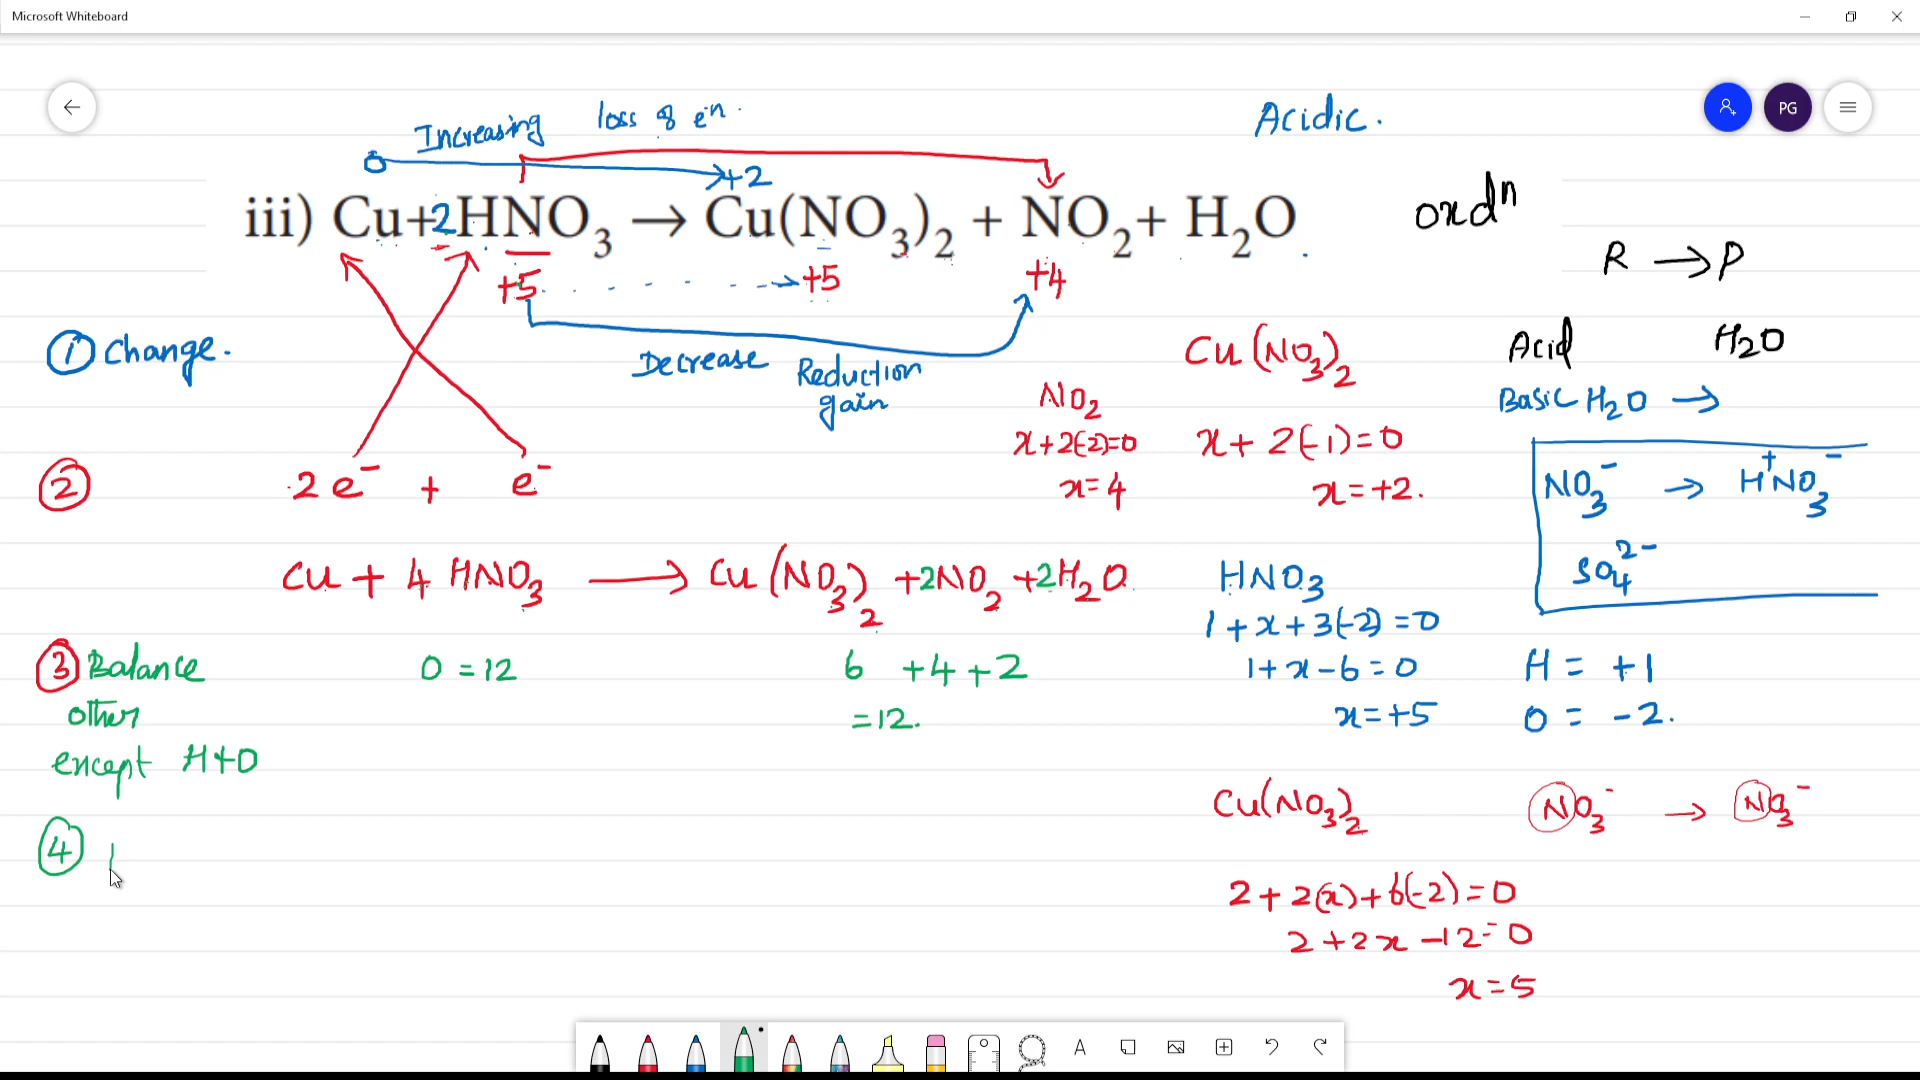 Microsoft Whiteboard
Increasing loss of eⁿ.
Acidic.
PG
0
+2
iii) Cu+2HNO₃ → Cu(NO₃)₂ + NO₂+ H₂O
oxdⁿ
R → P
+5 +5 +4
① Change.
Decrease Reduction
gain
Cu(NO₃)₂
Acid H₂O
NO₂
Basic H₂O →
x+2(-2)=0
x + 2(-1)=0
② 2e⁻ + e⁻
x=4
x=+2.
NO₃⁻ → H⁺NO₃⁻
SO₄²⁻
Cu + 4 HNO₃ → Cu(NO₃)₂ +2NO₂ +2H₂O
HNO₃
1+x+3(-2)=0
③ Balance
other
except H+O
O = 12
6 +4+2
=12.
1+x-6=0
x=+5
H = +1
O = -2.
Cu(NO₃)₂
NO₃⁻ → NO₃⁻
④
2+2(x)+6(-2)=0
2+2x-12=0
x=5
A